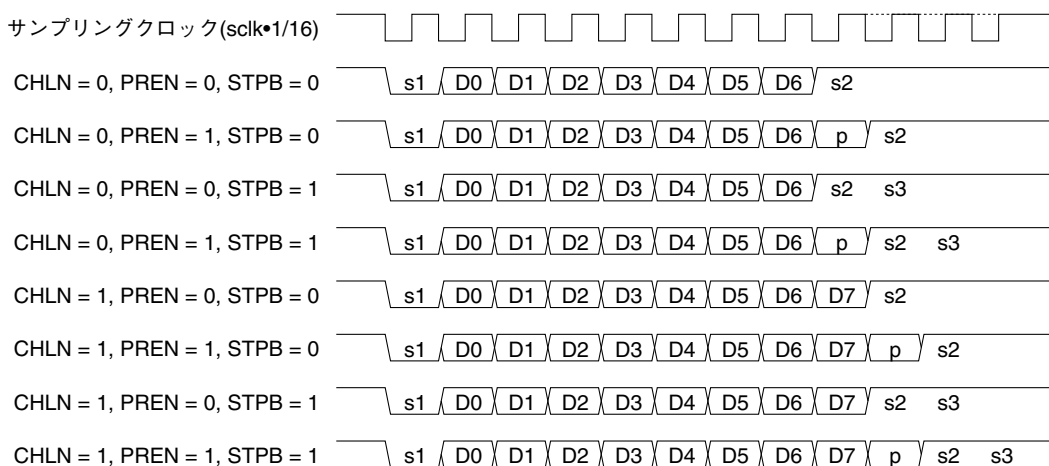 サンプリングクロック(sclk•1/16)
CHLN = 0, PREN = 0, STPB = 0 s1 D0 D1 D2 D3 D4 D5 D6 s2
CHLN = 0, PREN = 1, STPB = 0 s1 D0 D1 D2 D3 D4 D5 D6 p s2
CHLN = 0, PREN = 0, STPB = 1 s1 D0 D1 D2 D3 D4 D5 D6 s2 s3
CHLN = 0, PREN = 1, STPB = 1 s1 D0 D1 D2 D3 D4 D5 D6 p s2 s3
CHLN = 1, PREN = 0, STPB = 0 s1 D0 D1 D2 D3 D4 D5 D6 D7 s2
CHLN = 1, PREN = 1, STPB = 0 s1 D0 D1 D2 D3 D4 D5 D6 D7 p s2
CHLN = 1, PREN = 0, STPB = 1 s1 D0 D1 D2 D3 D4 D5 D6 D7 s2 s3
CHLN = 1, PREN = 1, STPB = 1 s1 D0 D1 D2 D3 D4 D5 D6 D7 p s2 s3